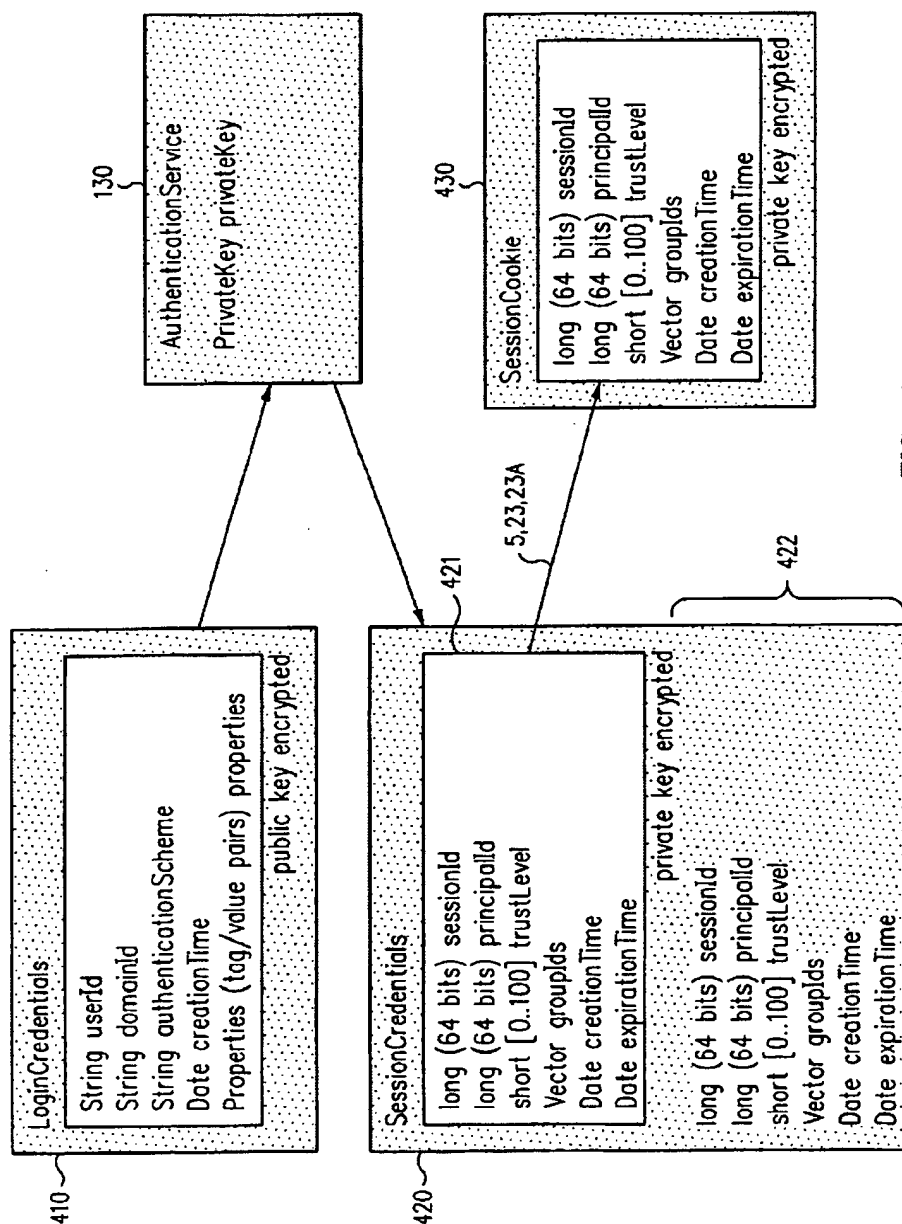 LoginCredentials
String userId
String domainId
String authenticationScheme
Date creationTime
Properties (tag/value pairs) properties
public key encrypted
410
AuthenticationService
PrivateKey privateKey
130
SessionCredentials
long (64 bits) sessionId
long (64 bits) principalId
short [0..100] trustLevel
Vector groupIds
Date creationTime
Date expirationTime
private key encrypted
long (64 bits) sessionId
long (64 bits) principalId
short [0..100] trustLevel
Vector groupIds
Date creationTime
Date expirationTime
420
421
422
5,23,23A
SessionCookie
long (64 bits) sessionId
long (64 bits) principalId
short [0..100] trustLevel
Vector groupIds
Date creationTime
Date expirationTime
private key encrypted
430